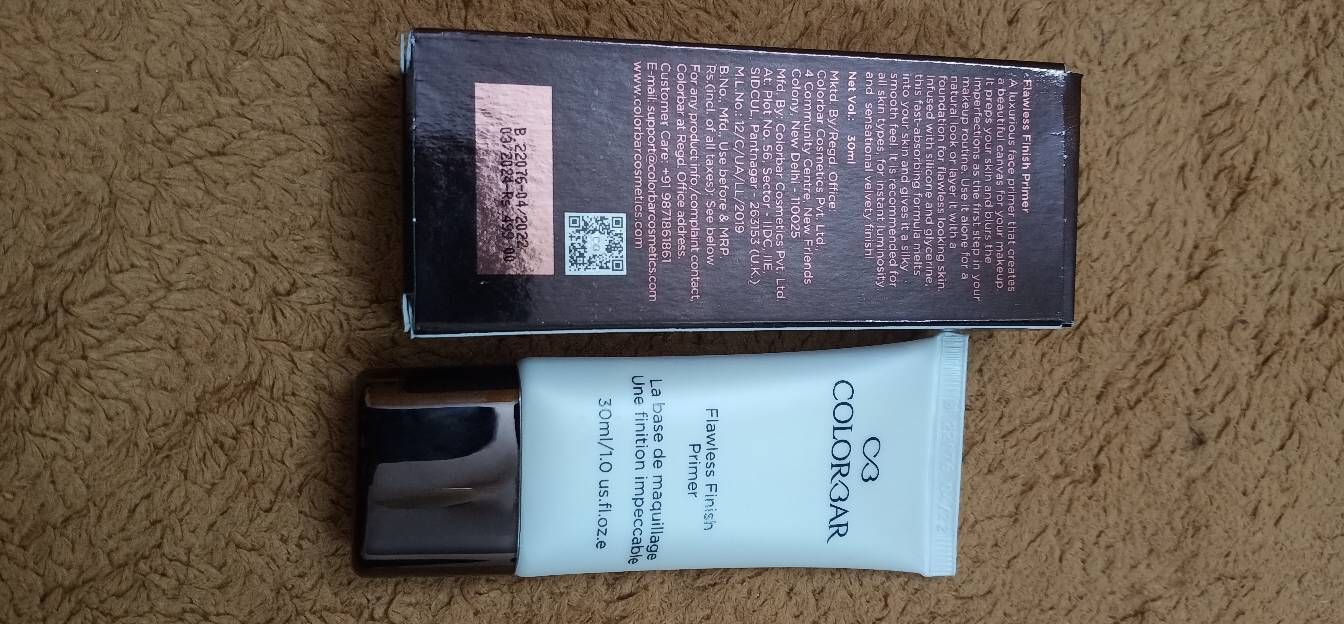 Flawless Finish Primer
A luxurious face primer that creates
a beautiful canvas for your makeup.
It preps your skin and blurs the
imperfections as the first step in your
makeup routine. Use it alone for a
natural look or layer it with a
foundation for flawless looking skin.
Infused with silicone and glycerine,
this fast-absorbing formula melts
into your skin and gives it a silky
smooth feel. It is recommended for
all skin types, for instant luminosity
and sensational velvety finish.
Net Vol.: 30ml
Mktd. By/Regd. Office:
Colorbar Cosmetics Pvt. Ltd.
4 Community Centre, New Friends
Colony, New Delhi - 110025
Mfd. By: Colorbar Cosmetics Pvt. Ltd
At: Plot No. 56, Sector - IIDC, IIE,
SIDCUL, Pantnagar - 263153 (U.K.)
M.L.No.: 12/C/UA/LL/2019
B.No., Mfd., Use before & MRP
Rs.(incl. of all taxes): See below
For any product info/complaint contact,
Colorbar at Regd. Office address.
Customer Care: +91 9871861861
E-mail: support@colorbarcosmetics.com
www.colorbarcosmetics.com
B 22076-04/2022
03/2024-Rs. 499.00
COLORBAR
Flawless Finish
Primer
La base de maquillage
Une finition impeccable
30ml/1.0 us.fl.oz.e